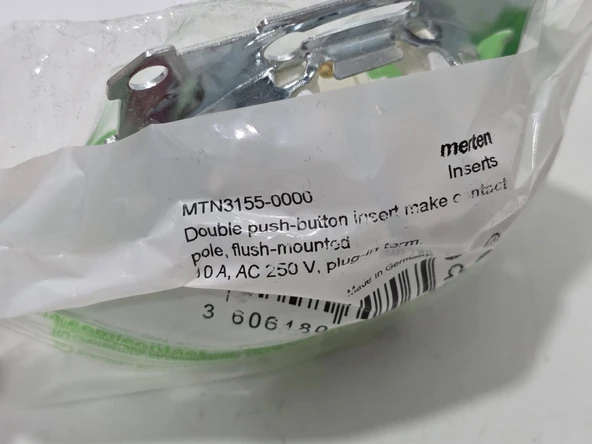 merten
Inserts
MTN3155-0000
Double push-button insert make contact
pole, flush-mounted
10 A, AC 250 V, plug-in term.
Made in Germany
3 606180